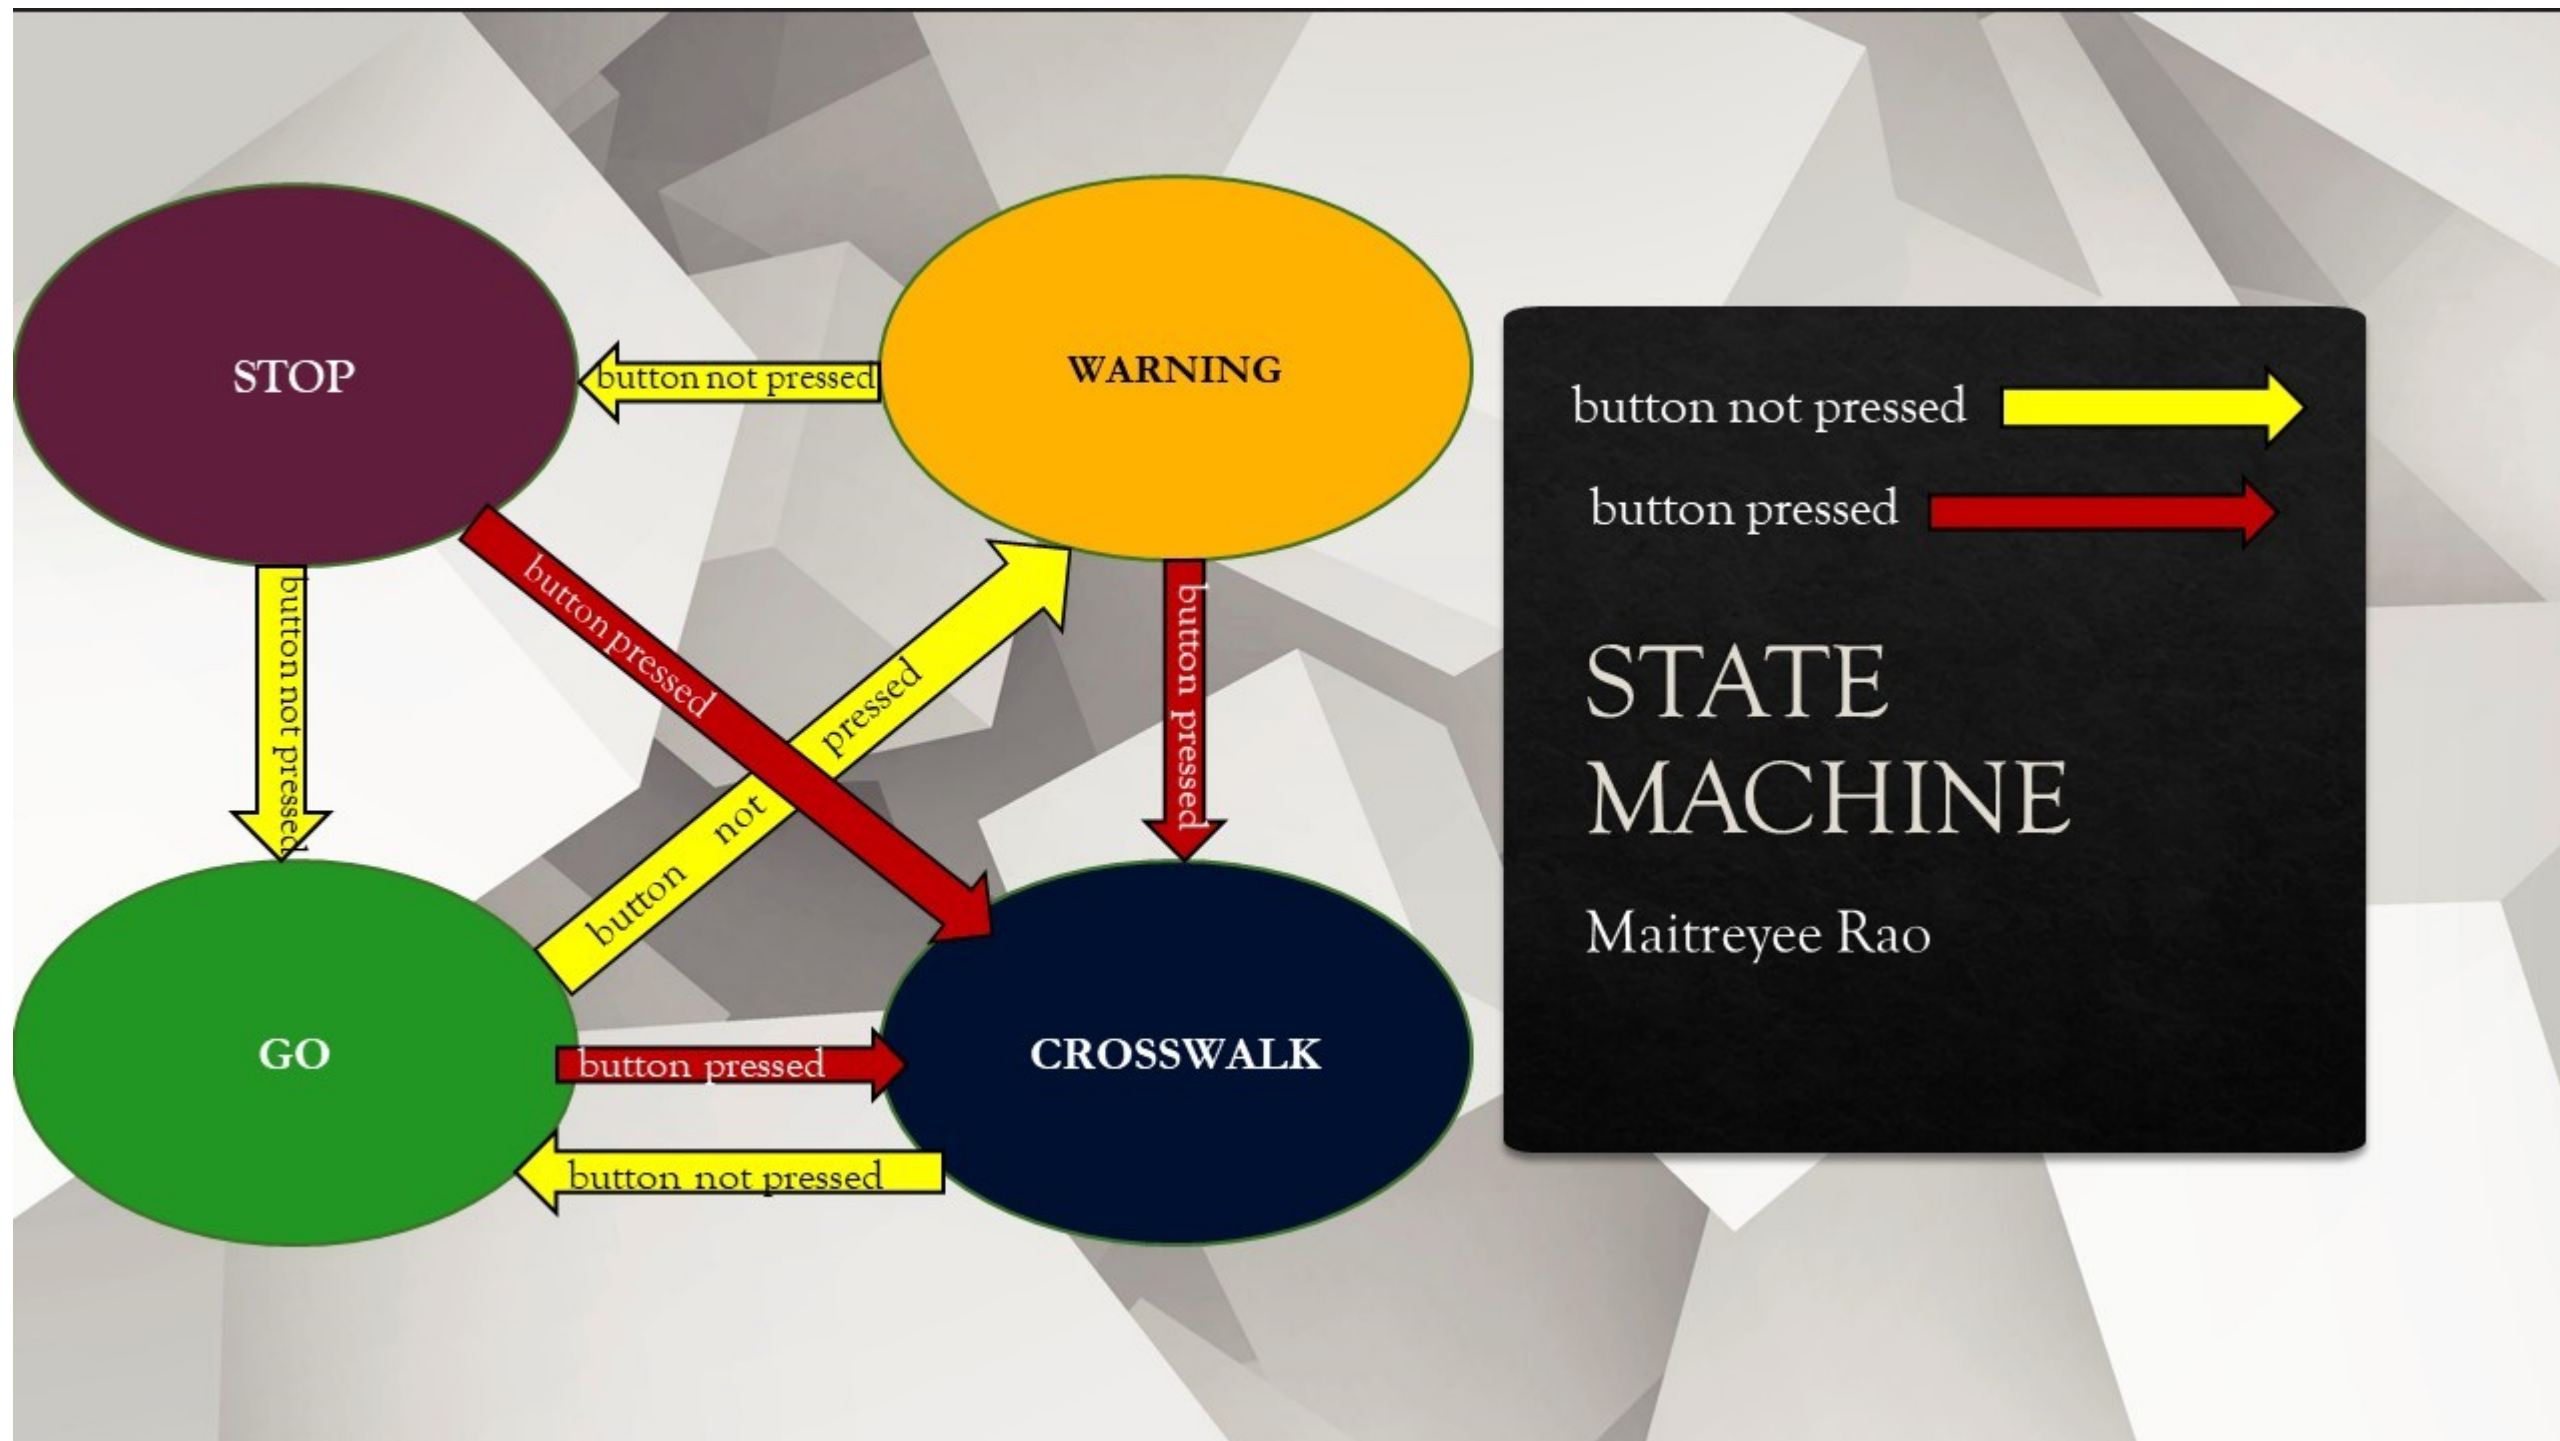 STOP
button not pressed
WARNING
button not pressed
button pressed
button not pressed
button pressed
button not pressed
button pressed
GO
button pressed
CROSSWALK
button not pressed
STATE
MACHINE
Maitreyee Rao